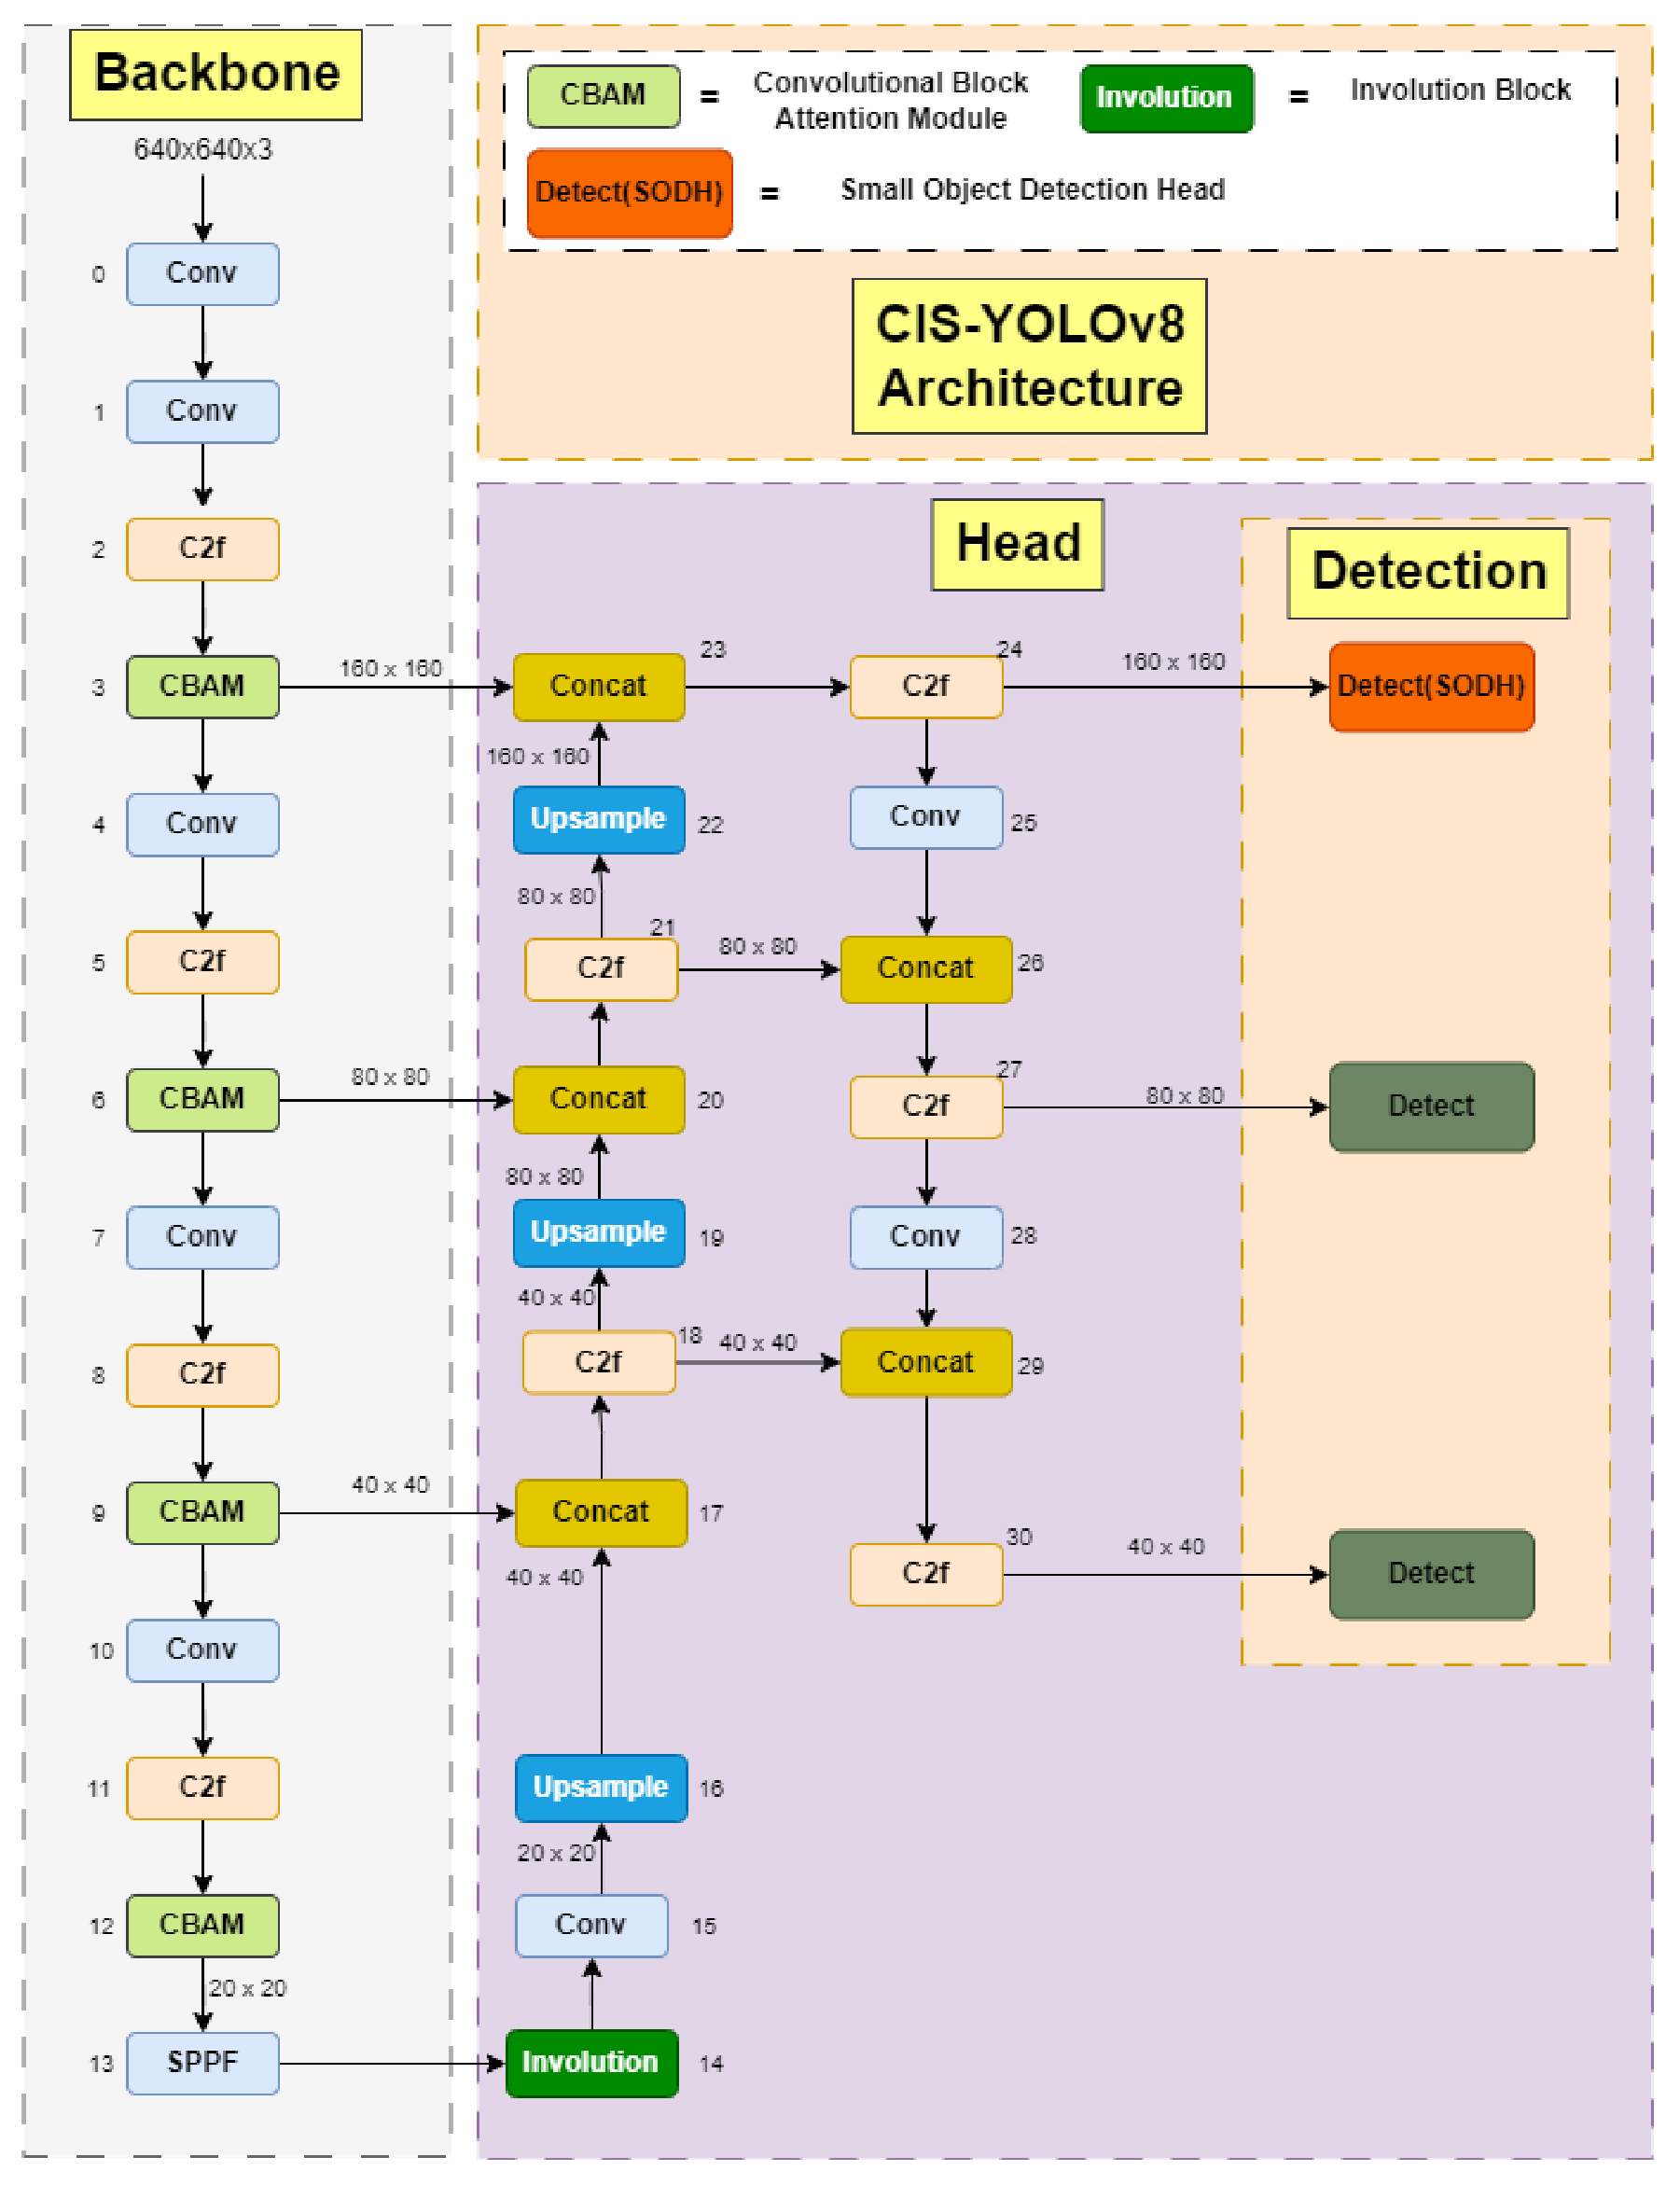 Backbone
640x640x3
0
Conv
1
Conv
2
C2f
3
CBAM
160 x 160
4
Conv
5
C2f
6
CBAM
80 x 80
7
Conv
8
C2f
9
CBAM
40 x 40
10
Conv
11
C2f
12
CBAM
20 x 20
13
SPPF
CBAM
=
Convolutional Block
Attention Module
Involution
=
Involution Block
Detect(SODH)
=
Small Object Detection Head
CIS-YOLOv8
Architecture
Head
Detection
Concat
23
160 x 160
Upsample
22
80 x 80
21
C2f
80 x 80
Concat
20
80 x 80
Upsample
19
40 x 40
18
C2f
40 x 40
Concat
17
40 x 40
Upsample
16
20 x 20
Conv
15
Involution
14
24
C2f
160 x 160
Detect(SODH)
Conv
25
Concat
26
27
C2f
80 x 80
Detect
Conv
28
Concat
29
30
C2f
40 x 40
Detect